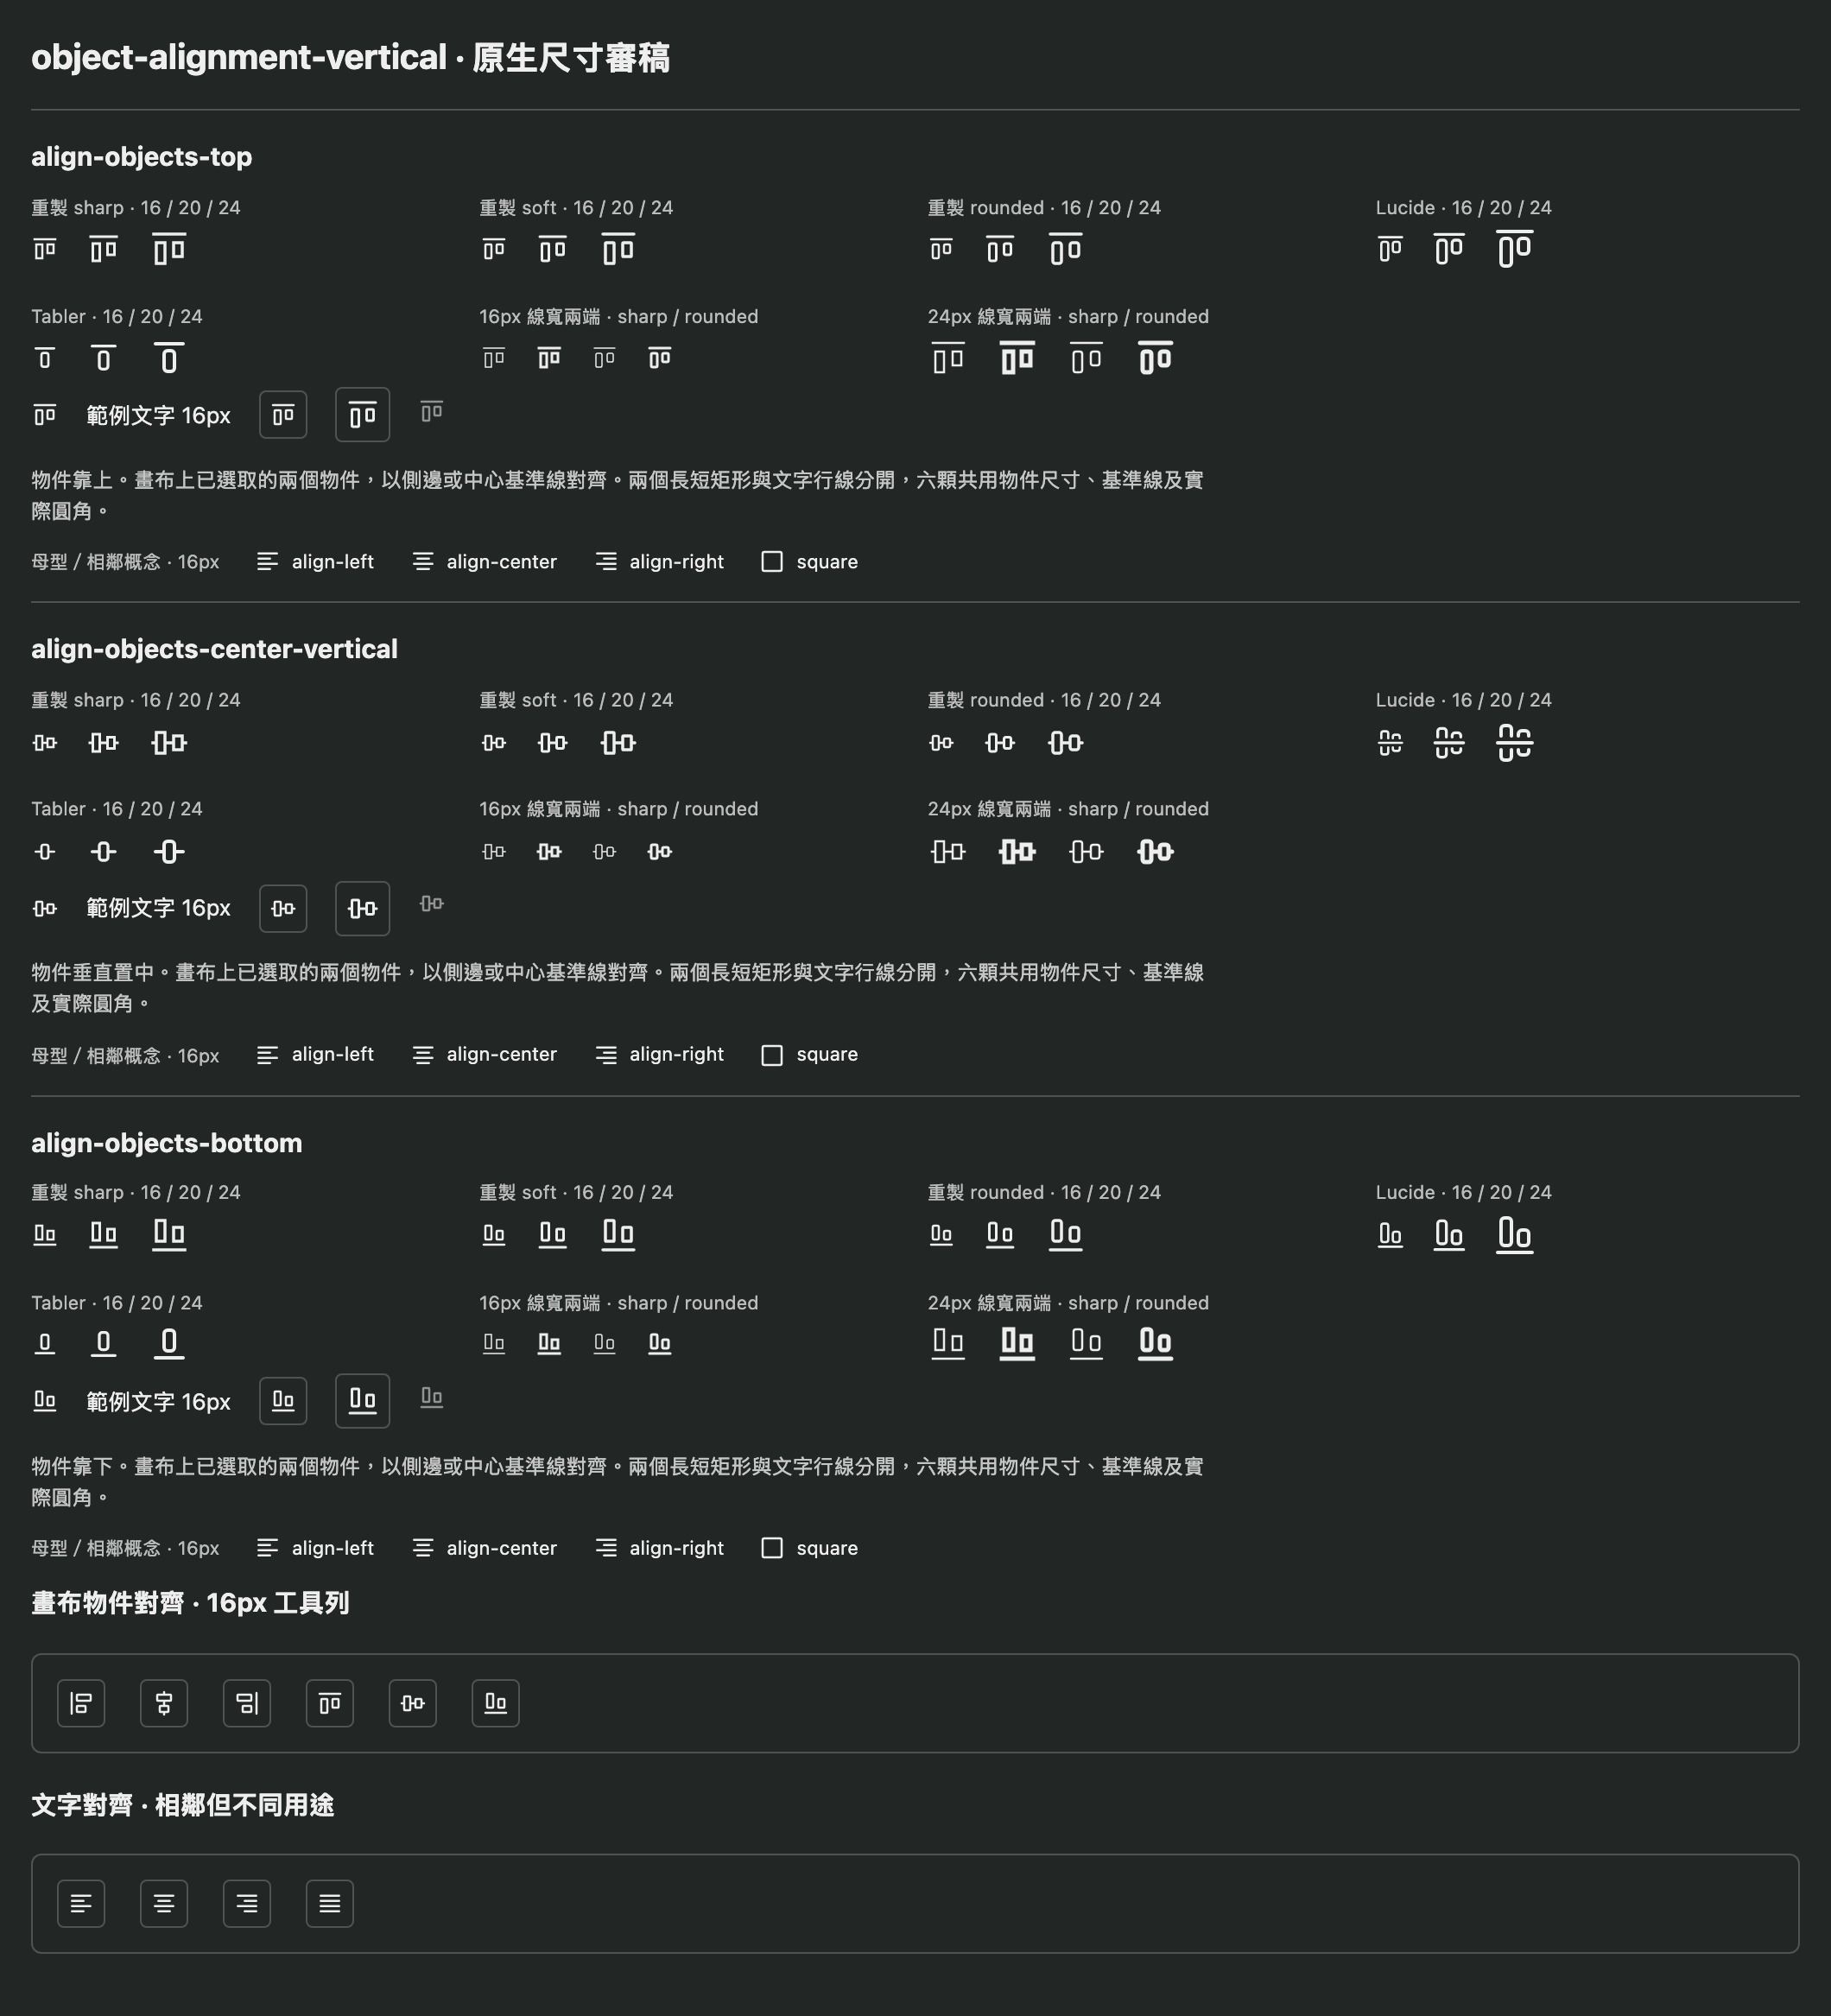 object-alignment-vertical · 原生尺寸審稿
align-objects-top
重製 sharp · 16 / 20 / 24
重製 soft · 16 / 20 / 24
重製 rounded · 16 / 20 / 24
Lucide · 16 / 20 / 24
Tabler · 16 / 20 / 24
16px 線寬兩端 · sharp / rounded
24px 線寬兩端 · sharp / rounded
範例文字 16px
物件靠上。畫布上已選取的兩個物件，以側邊或中心基準線對齊。兩個長短矩形與文字行線分開，六顆共用物件尺寸、基準線及實
際圓角。
母型 / 相鄰概念 · 16px align-left align-center align-right square
align-objects-center-vertical
重製 sharp · 16 / 20 / 24
重製 soft · 16 / 20 / 24
重製 rounded · 16 / 20 / 24
Lucide · 16 / 20 / 24
Tabler · 16 / 20 / 24
16px 線寬兩端 · sharp / rounded
24px 線寬兩端 · sharp / rounded
範例文字 16px
物件垂直置中。畫布上已選取的兩個物件，以側邊或中心基準線對齊。兩個長短矩形與文字行線分開，六顆共用物件尺寸、基準線
及實際圓角。
母型 / 相鄰概念 · 16px align-left align-center align-right square
align-objects-bottom
重製 sharp · 16 / 20 / 24
重製 soft · 16 / 20 / 24
重製 rounded · 16 / 20 / 24
Lucide · 16 / 20 / 24
Tabler · 16 / 20 / 24
16px 線寬兩端 · sharp / rounded
24px 線寬兩端 · sharp / rounded
範例文字 16px
物件靠下。畫布上已選取的兩個物件，以側邊或中心基準線對齊。兩個長短矩形與文字行線分開，六顆共用物件尺寸、基準線及實
際圓角。
母型 / 相鄰概念 · 16px align-left align-center align-right square
畫布物件對齊 · 16px 工具列
文字對齊 · 相鄰但不同用途